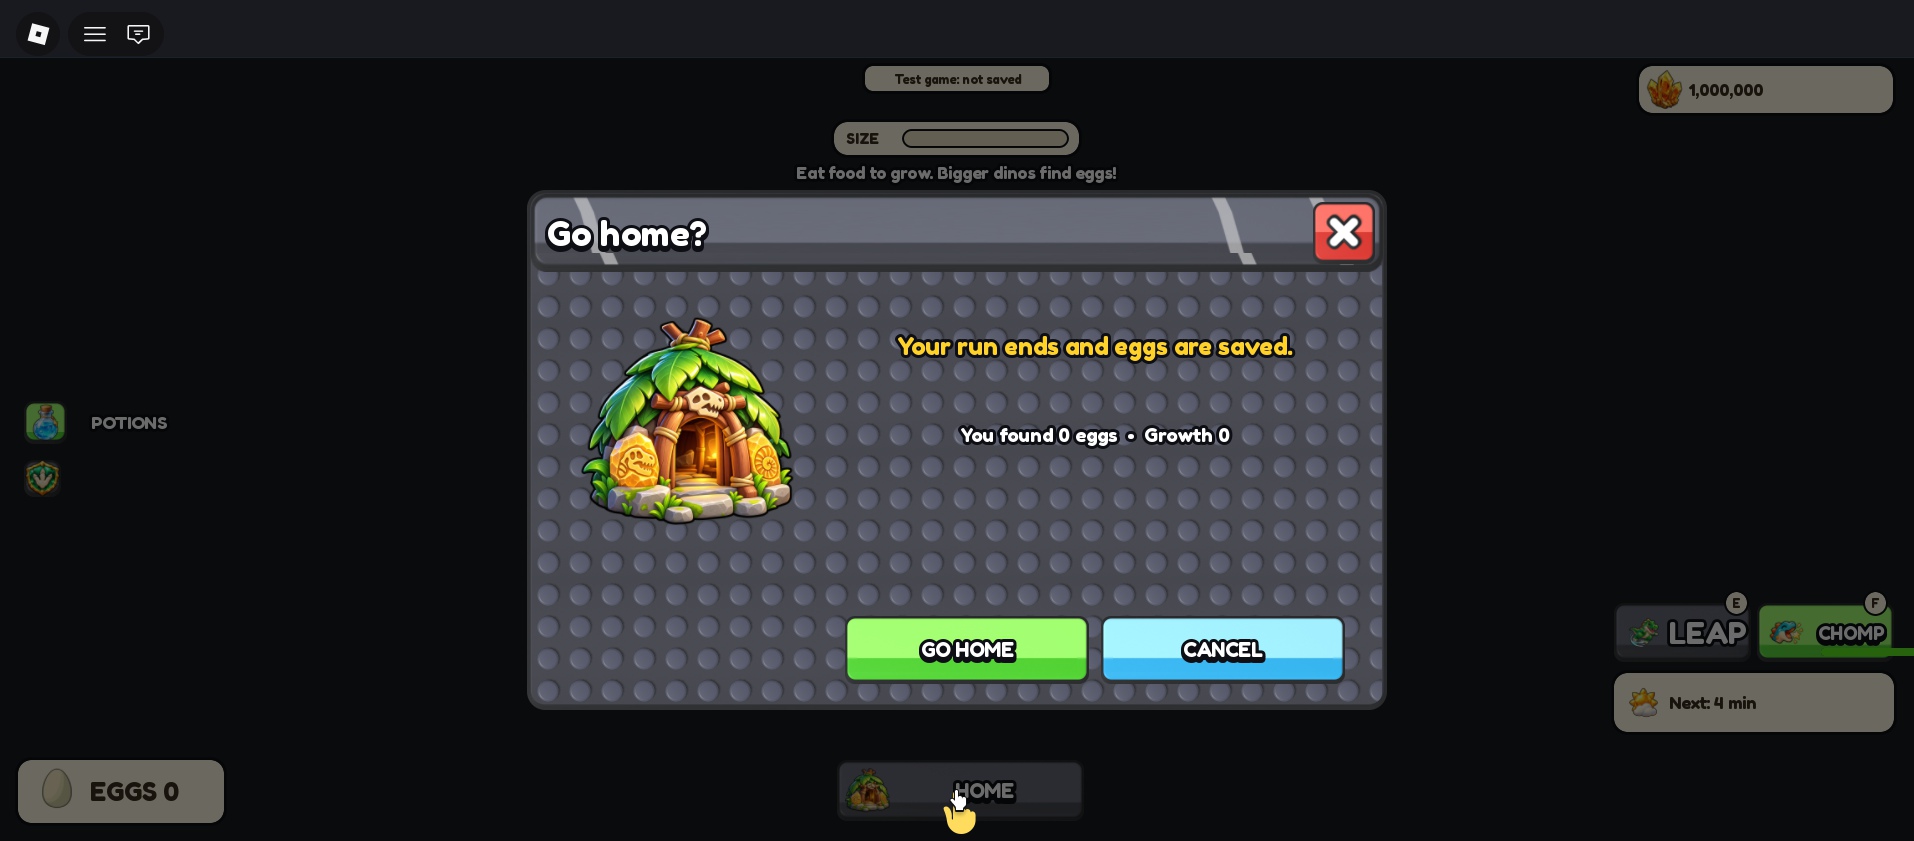 Test game: not saved
1,000,000
SIZE
Eat food to grow. Bigger dinos find eggs!
Go home?
Your run ends and eggs are saved.
You found 0 eggs • Growth 0
POTIONS
E
F
LEAP
CHOMP
GO HOME
CANCEL
Next: 4 min
EGGS 0
HOME